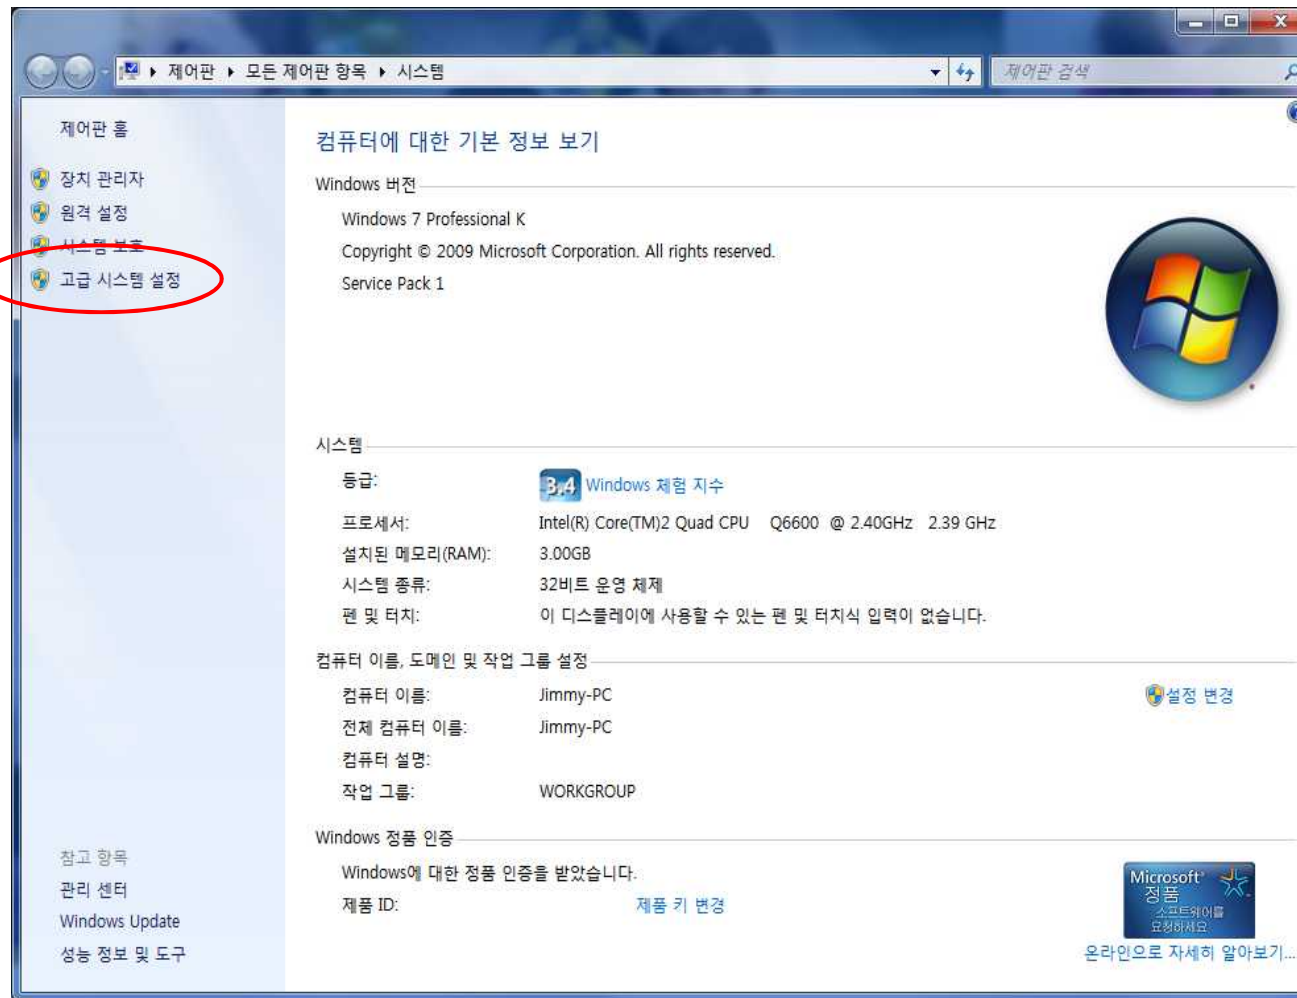 제어판 ▸ 모든 제어판 항목 ▸ 시스템
제어판 검색
제어판 홈
장치 관리자
원격 설정
시스템 보호
고급 시스템 설정
컴퓨터에 대한 기본 정보 보기
Windows 버전
Windows 7 Professional K
Copyright © 2009 Microsoft Corporation. All rights reserved.
Service Pack 1
시스템
등급: 3.4 Windows 체험 지수
프로세서: Intel(R) Core(TM)2 Quad CPU Q6600 @ 2.40GHz 2.39 GHz
설치된 메모리(RAM): 3.00GB
시스템 종류: 32비트 운영 체제
펜 및 터치: 이 디스플레이에 사용할 수 있는 펜 및 터치식 입력이 없습니다.
컴퓨터 이름, 도메인 및 작업 그룹 설정
컴퓨터 이름: Jimmy-PC 설정 변경
전체 컴퓨터 이름: Jimmy-PC
컴퓨터 설명:
작업 그룹: WORKGROUP
Windows 정품 인증
Windows에 대한 정품 인증을 받았습니다.
제품 ID: 제품 키 변경
Microsoft
정품
소프트웨어를
요청하세요
온라인으로 자세히 알아보기...
참고 항목
관리 센터
Windows Update
성능 정보 및 도구